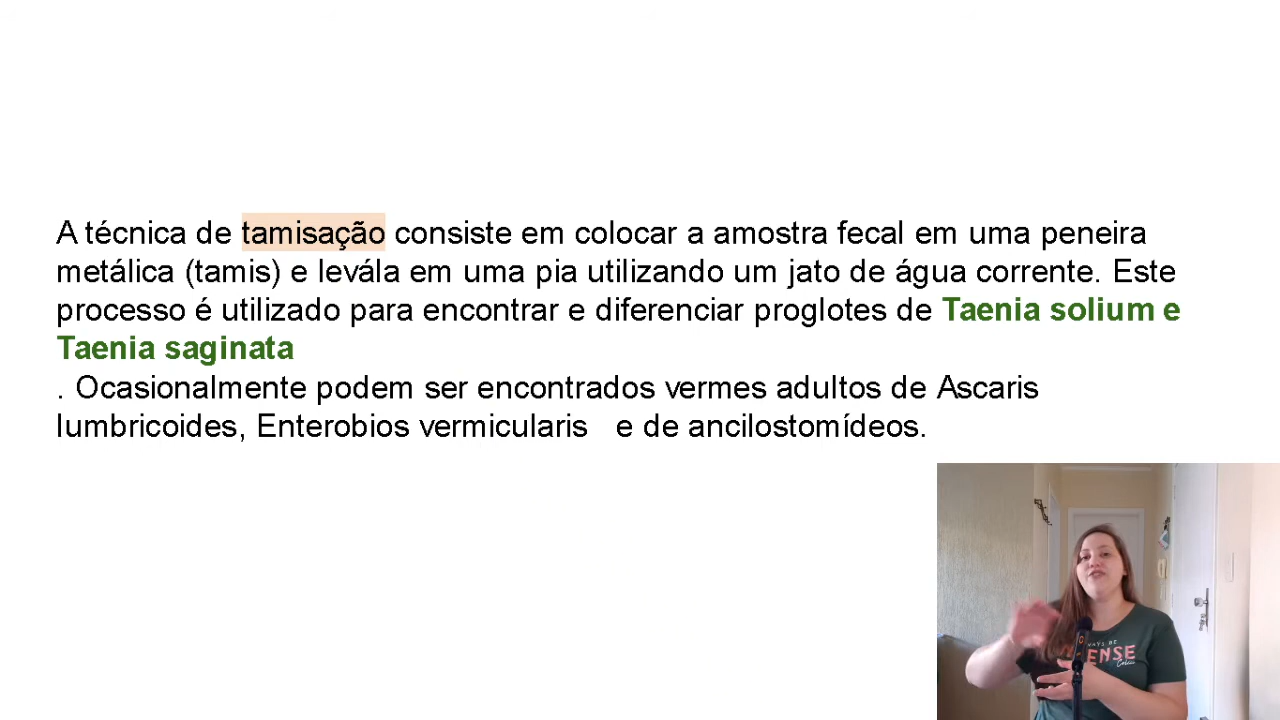 A técnica de tamisação consiste em colocar a amostra fecal em uma peneira
metálica (tamis) e levála em uma pia utilizando um jato de água corrente. Este
processo é utilizado para encontrar e diferenciar proglotes de Taenia solium e
Taenia saginata
. Ocasionalmente podem ser encontrados vermes adultos de Ascaris
lumbricoides, Enterobios vermicularis e de ancilostomídeos.